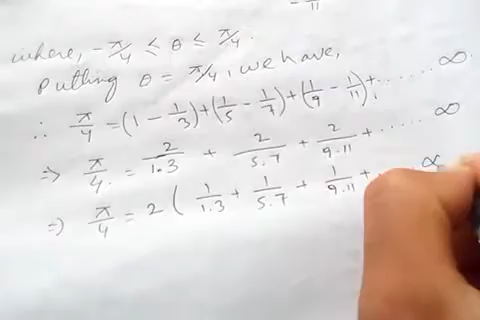 11
where, -π/4 ≤ θ ≤ π/4.
Putting θ = π/4, we have,
∴ π/4 = (1 - 1/3) + (1/5 - 1/7) + (1/9 - 1/11) + ...... ∞
=> π/4 = 2/1.3 + 2/5.7 + 2/9.11 + ...... ∞
=> π/4 = 2 ( 1/1.3 + 1/5.7 + 1/9.11 + ... ∞